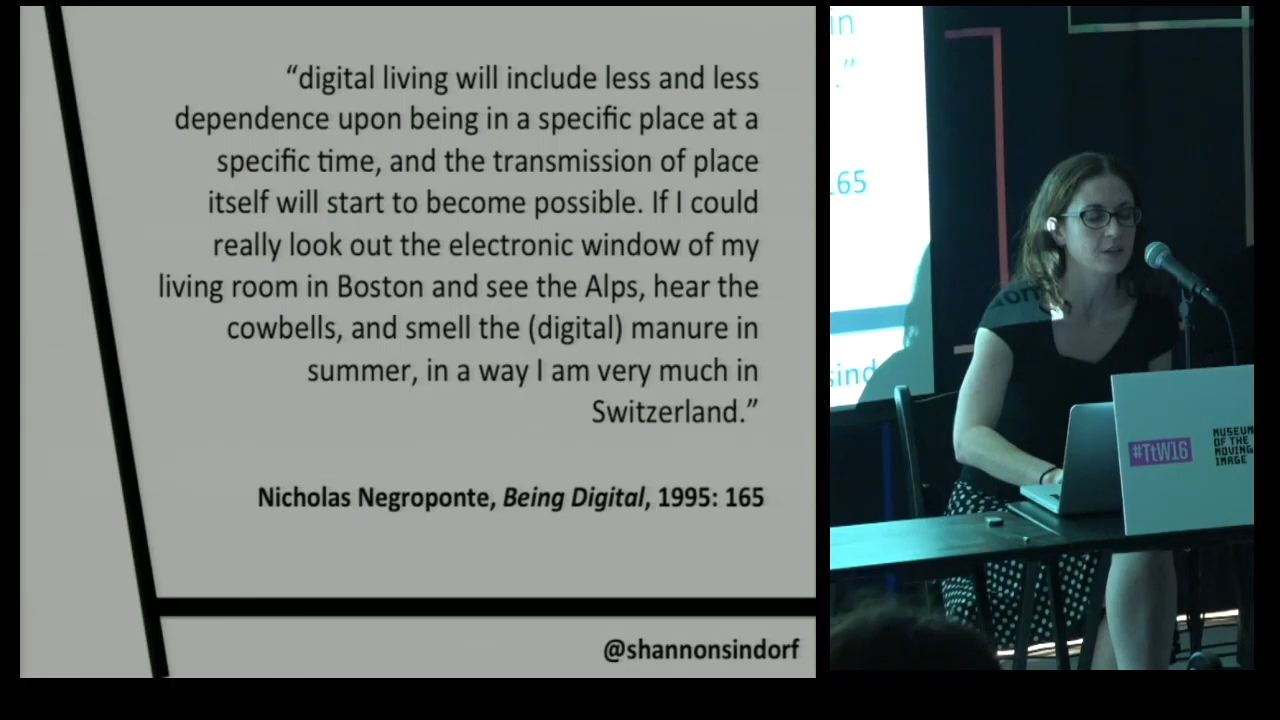 “digital living will include less and less
dependence upon being in a specific place at a
specific time, and the transmission of place
itself will start to become possible. If I could
really look out the electronic window of my
living room in Boston and see the Alps, hear the
cowbells, and smell the (digital) manure in
summer, in a way I am very much in
Switzerland.”
Nicholas Negroponte, Being Digital, 1995: 165
@shannonsindorf
in
.”
165
sind
#TtW16
MUSEUM
OF THE
MOVING
IMAGE